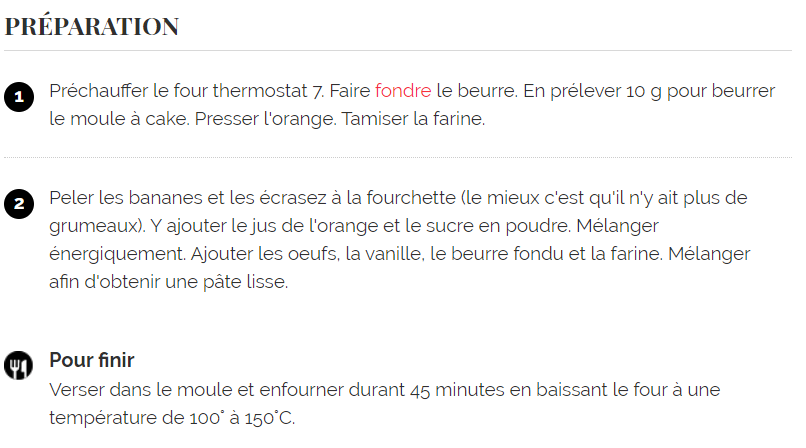 PRÉPARATION
1 Préchauffer le four thermostat 7. Faire fondre le beurre. En prélever 10 g pour beurrer
le moule à cake. Presser l'orange. Tamiser la farine.
2 Peler les bananes et les écrasez à la fourchette (le mieux c'est qu'il n'y ait plus de
grumeaux). Y ajouter le jus de l'orange et le sucre en poudre. Mélanger
énergiquement. Ajouter les oeufs, la vanille, le beurre fondu et la farine. Mélanger
afin d'obtenir une pâte lisse.
Pour finir
Verser dans le moule et enfourner durant 45 minutes en baissant le four à une
température de 100° à 150°C.